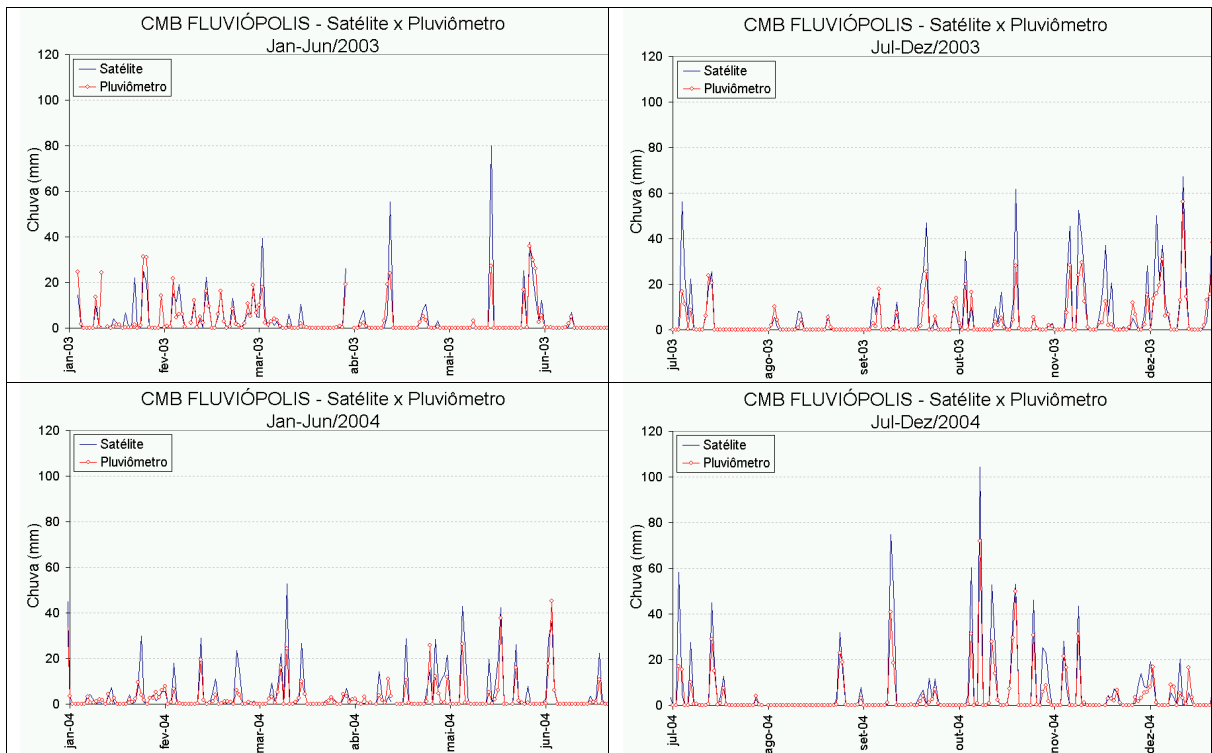 CMB FLUVIÓPOLIS - Satélite x Pluviômetro
Jan-Jun/2003
120
100
80
60
40
20
0
Chuva (mm)
Satélite
Pluviômetro
jan-03
fev-03
mar-03
abr-03
mai-03
jun-03
CMB FLUVIÓPOLIS - Satélite x Pluviômetro
Jul-Dez/2003
120
100
80
60
40
20
0
Chuva (mm)
Satélite
Pluviômetro
jul-03
ago-03
set-03
out-03
nov-03
dez-03
CMB FLUVIÓPOLIS - Satélite x Pluviômetro
Jan-Jun/2004
120
100
80
60
40
20
0
Chuva (mm)
Satélite
Pluviômetro
jan-04
fev-04
mar-04
abr-04
mai-04
jun-04
CMB FLUVIÓPOLIS - Satélite x Pluviômetro
Jul-Dez/2004
120
100
80
60
40
20
0
Chuva (mm)
Satélite
Pluviômetro
jul-04
ago-04
set-04
out-04
nov-04
dez-04